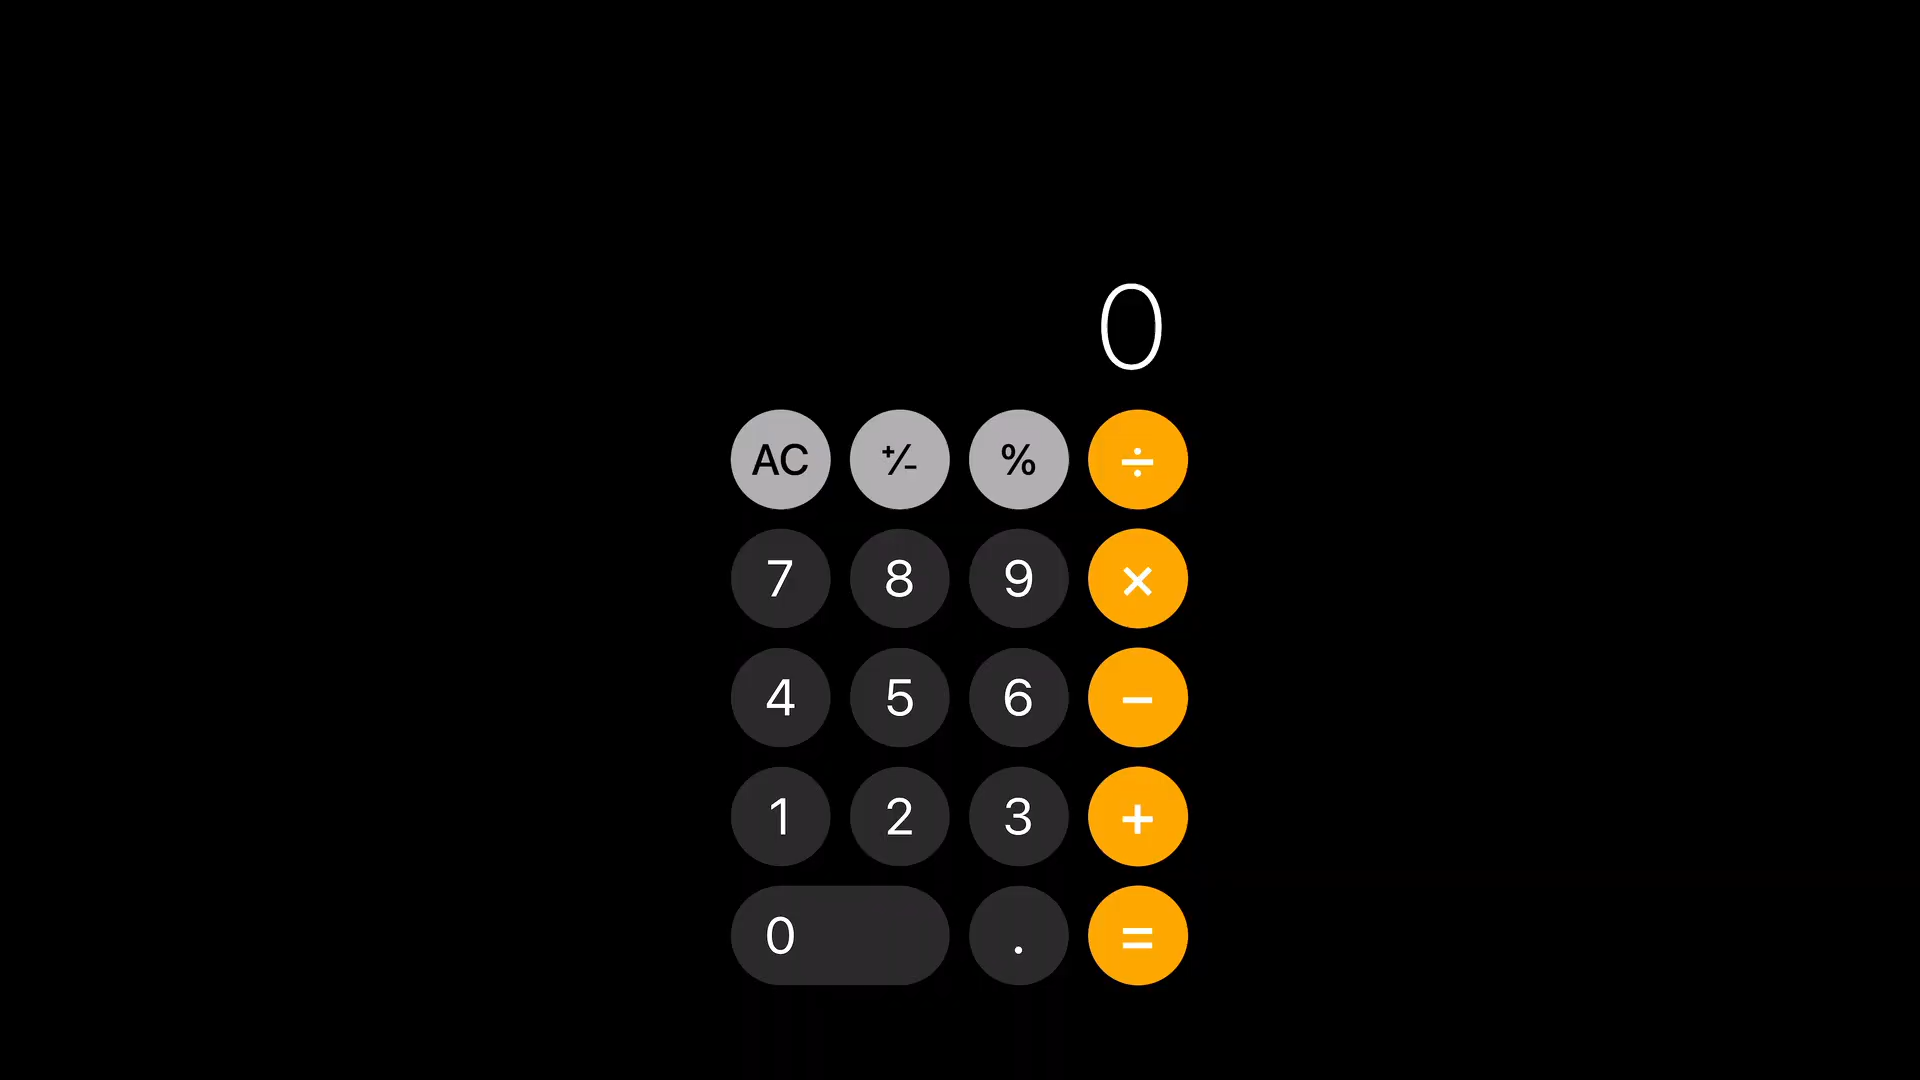 0
AC ⁺⁄₋ % ÷
7 8 9 ×
4 5 6 −
1 2 3 +
0 . =